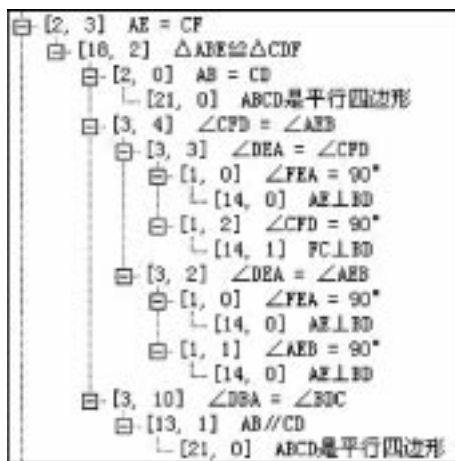 [2, 3] AE = CF
[18, 2] △ABE≌△CDF
[2, 0] AB = CD
[21, 0] ABCD是平行四边形
[3, 4] ∠CFD = ∠AEB
[3, 3] ∠DEA = ∠CFD
[1, 0] ∠FEA = 90°
[14, 0] AE⊥BD
[1, 2] ∠CFD = 90°
[14, 1] FC⊥BD
[3, 2] ∠DEA = ∠AEB
[1, 0] ∠FEA = 90°
[14, 0] AE⊥BD
[1, 1] ∠AEB = 90°
[14, 0] AE⊥BD
[3, 10] ∠DBA = ∠BDC
[13, 1] AB//CD
[21, 0] ABCD是平行四边形